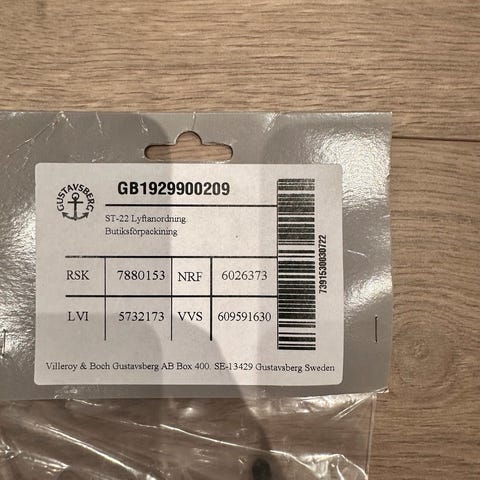 GUSTAVSBERG
GB1929900209
ST-22 Lyftanordning
Butiksförpackining
RSK 7880153 NRF 6026373
LVI 5732173 VVS 609591630
Villeroy & Boch Gustavsberg AB Box 400. SE-13429 Gustavsberg Sweden
7391530830722